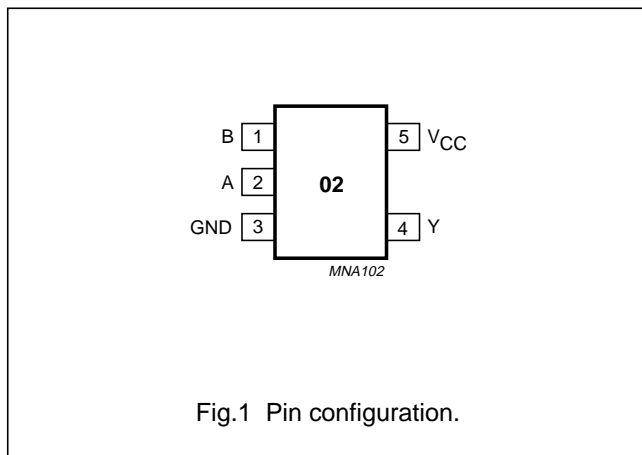 B 1 5 VCC
A 2 02
GND 3 4 Y
MNA102
Fig.1 Pin configuration.